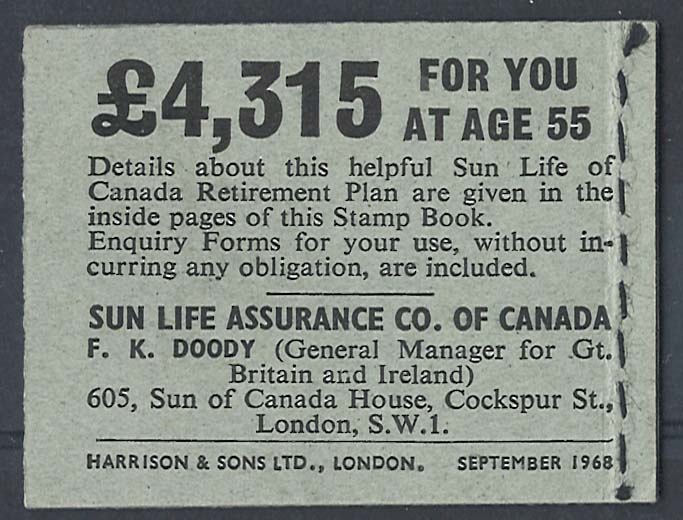 £4,315 FOR YOU
AT AGE 55
Details about this helpful Sun Life of
Canada Retirement Plan are given in the
inside pages of this Stamp Book.
Enquiry Forms for your use, without in-
curring any obligation, are included.
SUN LIFE ASSURANCE CO. OF CANADA
F. K. DOODY (General Manager for Gt.
Britain and Ireland)
605, Sun of Canada House, Cockspur St.,
London, S.W.1.
HARRISON & SONS LTD., LONDON. SEPTEMBER 1968